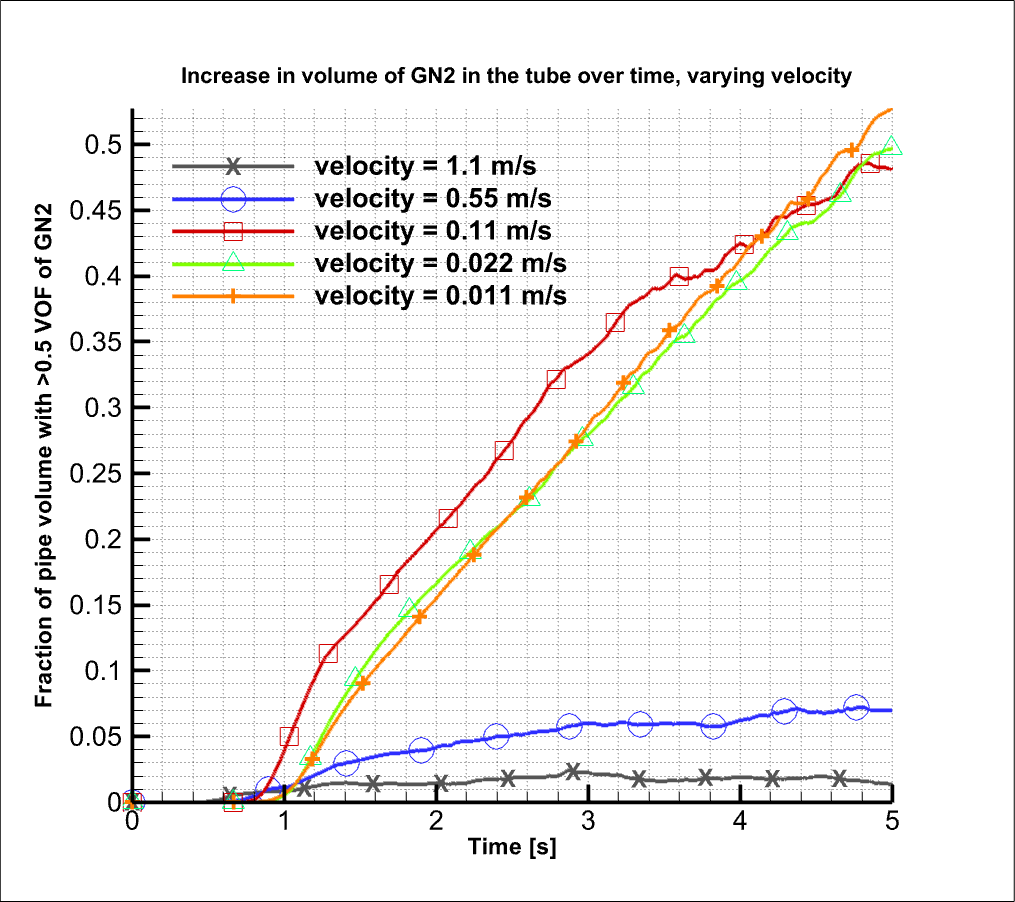 Increase in volume of GN2 in the tube over time, varying velocity
velocity = 1.1 m/s
velocity = 0.55 m/s
velocity = 0.11 m/s
velocity = 0.022 m/s
velocity = 0.011 m/s
Fraction of pipe volume with >0.5 VOF of GN2
0.5
0.45
0.4
0.35
0.3
0.25
0.2
0.15
0.1
0.05
0
0 1 2 3 4 5
Time [s]